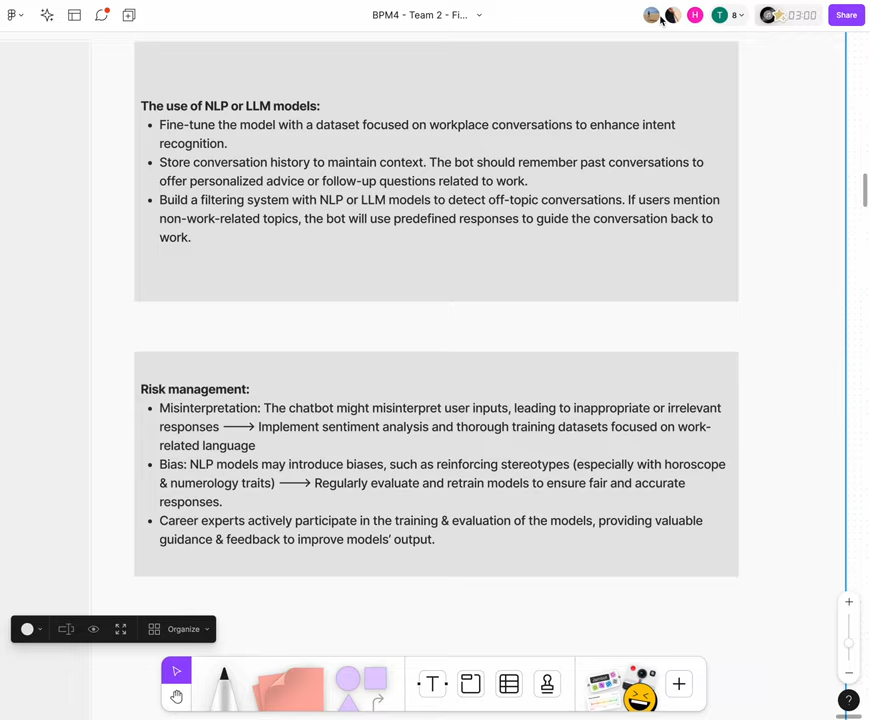 BPM4 - Team 2 - Fi...
H
T
8
03:00
Share
The use of NLP or LLM models:
• Fine-tune the model with a dataset focused on workplace conversations to enhance intent
recognition.
• Store conversation history to maintain context. The bot should remember past conversations to
offer personalized advice or follow-up questions related to work.
• Build a filtering system with NLP or LLM models to detect off-topic conversations. If users mention
non-work-related topics, the bot will use predefined responses to guide the conversation back to
work.
Risk management:
• Misinterpretation: The chatbot might misinterpret user inputs, leading to inappropriate or irrelevant
responses ⟶ Implement sentiment analysis and thorough training datasets focused on work-
related language
• Bias: NLP models may introduce biases, such as reinforcing stereotypes (especially with horoscope
& numerology traits) ⟶ Regularly evaluate and retrain models to ensure fair and accurate
responses.
• Career experts actively participate in the training & evaluation of the models, providing valuable
guidance & feedback to improve models' output.
Organize
T
?